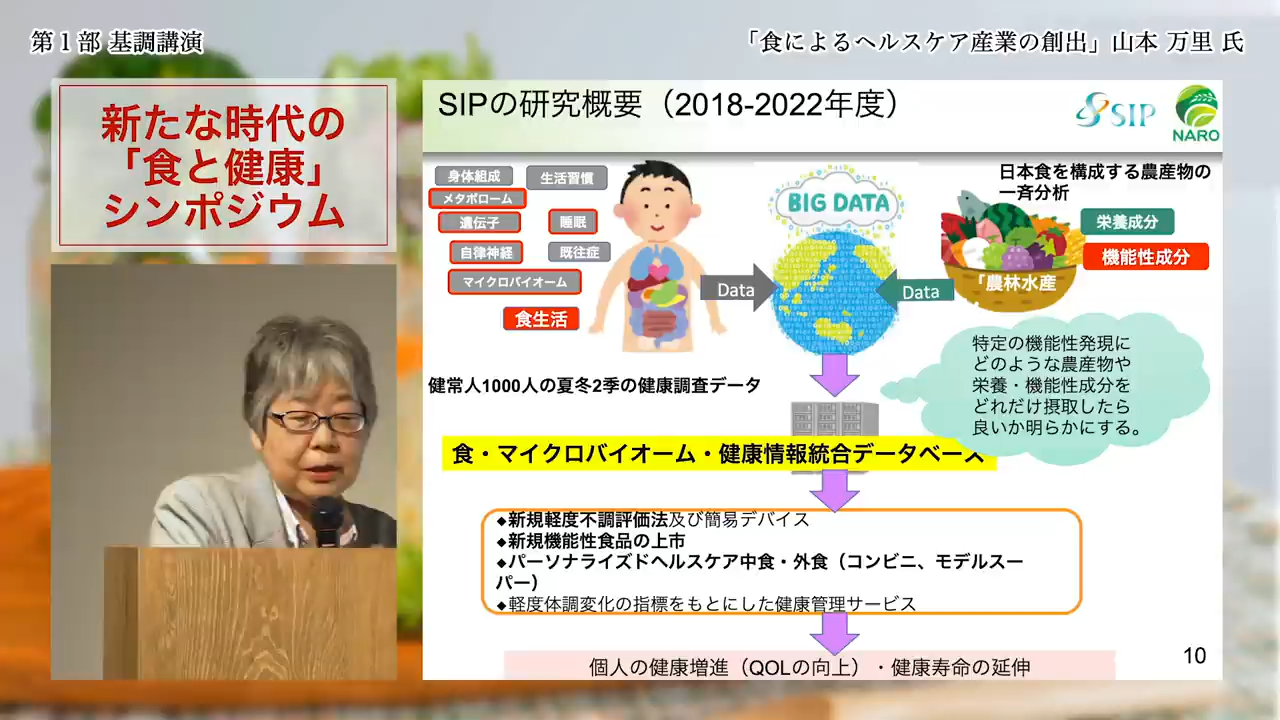 第1部 基調講演
「食によるヘルスケア産業の創出」山本 万里 氏
新たな時代の
「食と健康」
シンポジウム
SIPの研究概要（2018-2022年度）
SIP
NARO
身体組成
生活習慣
メタボローム
遺伝子
睡眠
自律神経
既往症
マイクロバイオーム
食生活
BIG DATA
Data
Data
日本食を構成する農産物の
一斉分析
栄養成分
機能性成分
「農林水産
健常人1000人の夏冬2季の健康調査データ
特定の機能性発現に
どのような農産物や
栄養・機能性成分を
どれだけ摂取したら
良いか明らかにする。
食・マイクロバイオーム・健康情報統合データベース
◆新規軽度不調評価法及び簡易デバイス
◆新規機能性食品の上市
◆パーソナライズドヘルスケア中食・外食（コンビニ、モデルスー
パー）
◆軽度体調変化の指標をもとにした健康管理サービス
個人の健康増進（QOLの向上）・健康寿命の延伸
10